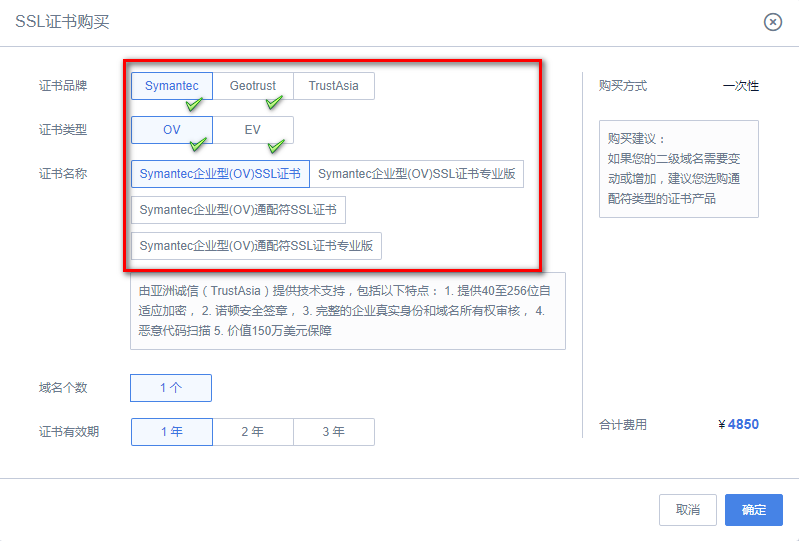 SSL证书购买
证书品牌 Symantec Geotrust TrustAsia
证书类型 OV EV
证书名称 Symantec企业型(OV)SSL证书 Symantec企业型(OV)SSL证书专业版
Symantec企业型(OV)通配符SSL证书
Symantec企业型(OV)通配符SSL证书专业版
由亚洲诚信（TrustAsia）提供技术支持，包括以下特点： 1. 提供40至256位自
适应加密， 2. 诺顿安全签章， 3. 完整的企业真实身份和域名所有权审核， 4.
恶意代码扫描 5. 价值150万美元保障
域名个数 1 个
证书有效期 1 年 2 年 3 年
购买方式 一次性
购买建议：
如果您的二级域名需要变
动或增加，建议您选购通
配符类型的证书产品
合计费用 ¥ 4850
取消 确定